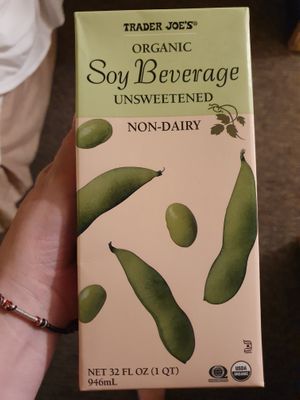 TRADER JOE'S®
ORGANIC
Soy Beverage
UNSWEETENED
NON-DAIRY
NET 32 FL OZ (1 QT)
946mL
USDA
ORGANIC